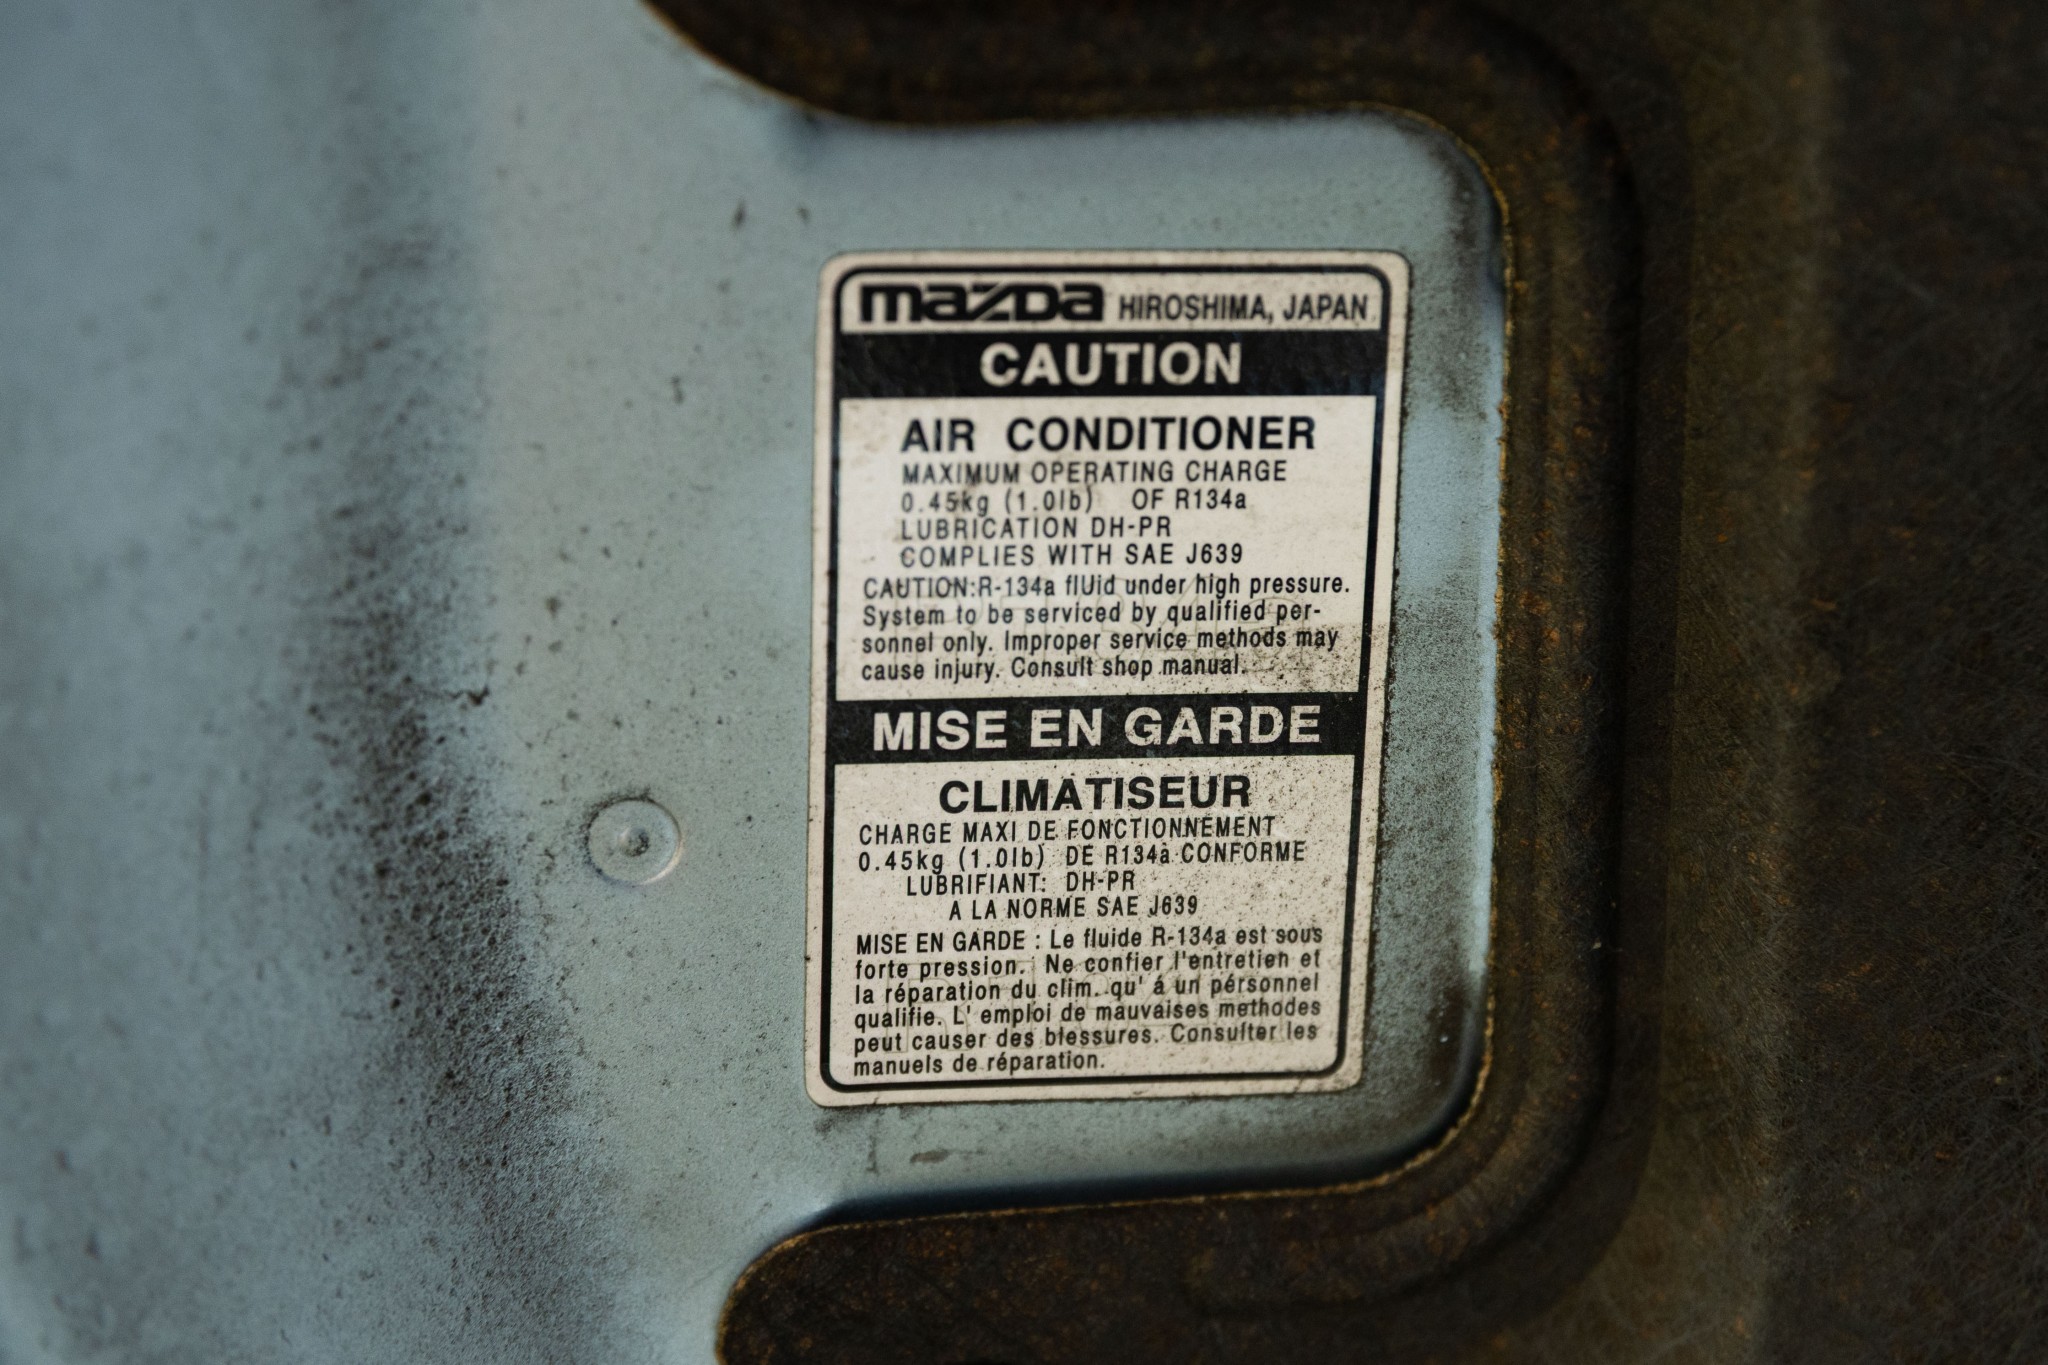 mazDa HIROSHIMA, JAPAN
CAUTION
AIR CONDITIONER
MAXIMUM OPERATING CHARGE
0.45kg (1.0lb) OF R134a
LUBRICATION DH-PR
COMPLIES WITH SAE J639
CAUTION:R-134a flUid under high pressure.
System to be serviced by qualified per-
sonnel only. Improper service methods may
cause injury. Consult shop manual.
MISE EN GARDE
CLIMATISEUR
CHARGE MAXI DE FONCTIONNEMENT
0.45kg (1.0lb) DE R134a CONFORME
LUBRIFIANT: DH-PR
A LA NORME SAE J639
MISE EN GARDE : Le fluide R-134a est sous
forte pression. Ne confier l'entretien et
la réparation du clim. qu' á un pérsonnel
qualifie. L' emploi de mauvaises methodes
peut causer des blessures. Consulter les
manuels de réparation.